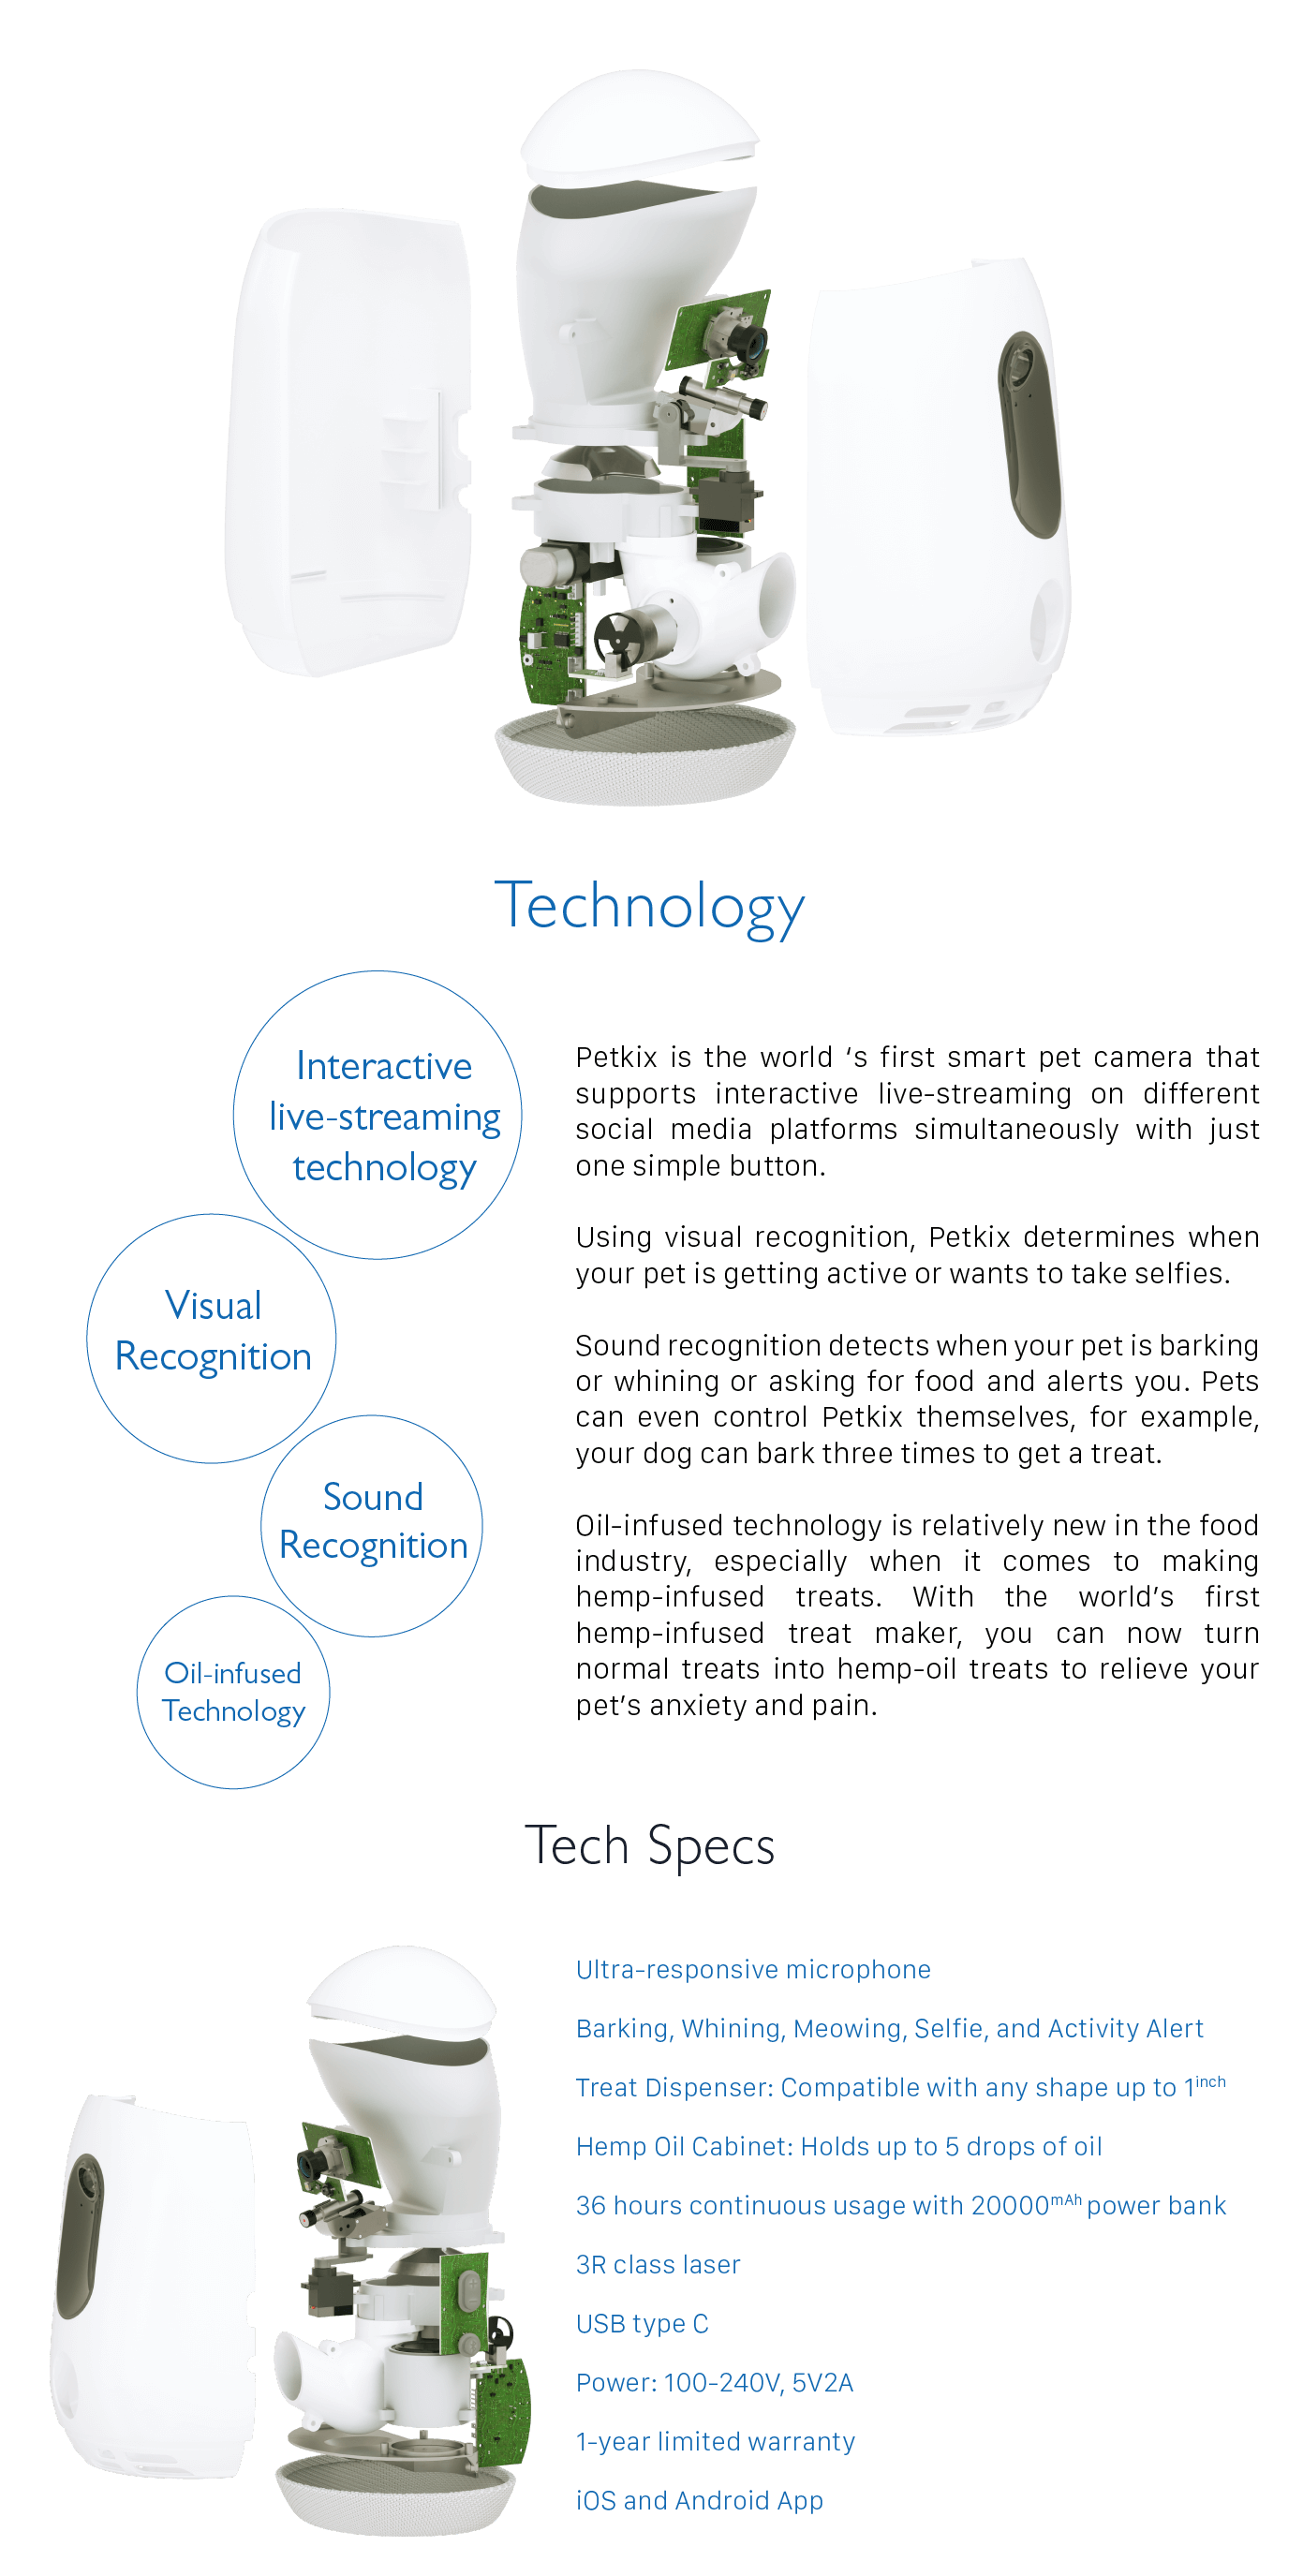 Technology
Interactive
live-streaming
technology
Visual
Recognition
Sound
Recognition
Oil-infused
Technology
Petkix is the world ‘s first smart pet camera that
supports interactive live-streaming on different
social media platforms simultaneously with just
one simple button.
Using visual recognition, Petkix determines when
your pet is getting active or wants to take selfies.
Sound recognition detects when your pet is barking
or whining or asking for food and alerts you. Pets
can even control Petkix themselves, for example,
your dog can bark three times to get a treat.
Oil-infused technology is relatively new in the food
industry, especially when it comes to making
hemp-infused treats. With the world’s first
hemp-infused treat maker, you can now turn
normal treats into hemp-oil treats to relieve your
pet’s anxiety and pain.
Tech Specs
Ultra-responsive microphone
Barking, Whining, Meowing, Selfie, and Activity Alert
Treat Dispenser: Compatible with any shape up to 1inch
Hemp Oil Cabinet: Holds up to 5 drops of oil
36 hours continuous usage with 20000mAh power bank
3R class laser
USB type C
Power: 100-240V, 5V2A
1-year limited warranty
iOS and Android App